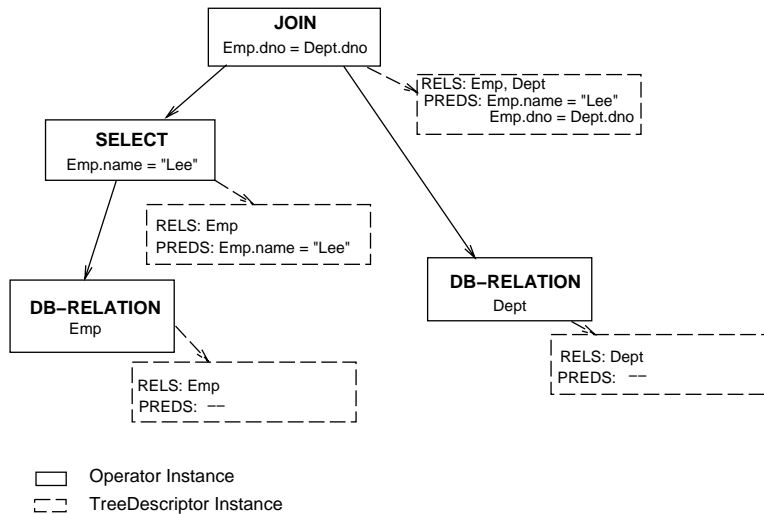 JOIN
Emp.dno = Dept.dno
RELS: Emp, Dept
PREDS: Emp.name = "Lee"
Emp.dno = Dept.dno
SELECT
Emp.name = "Lee"
RELS: Emp
PREDS: Emp.name = "Lee"
DB−RELATION
Dept
DB−RELATION
Emp
RELS: Dept
PREDS: −−
RELS: Emp
PREDS: −−
Operator Instance
TreeDescriptor Instance